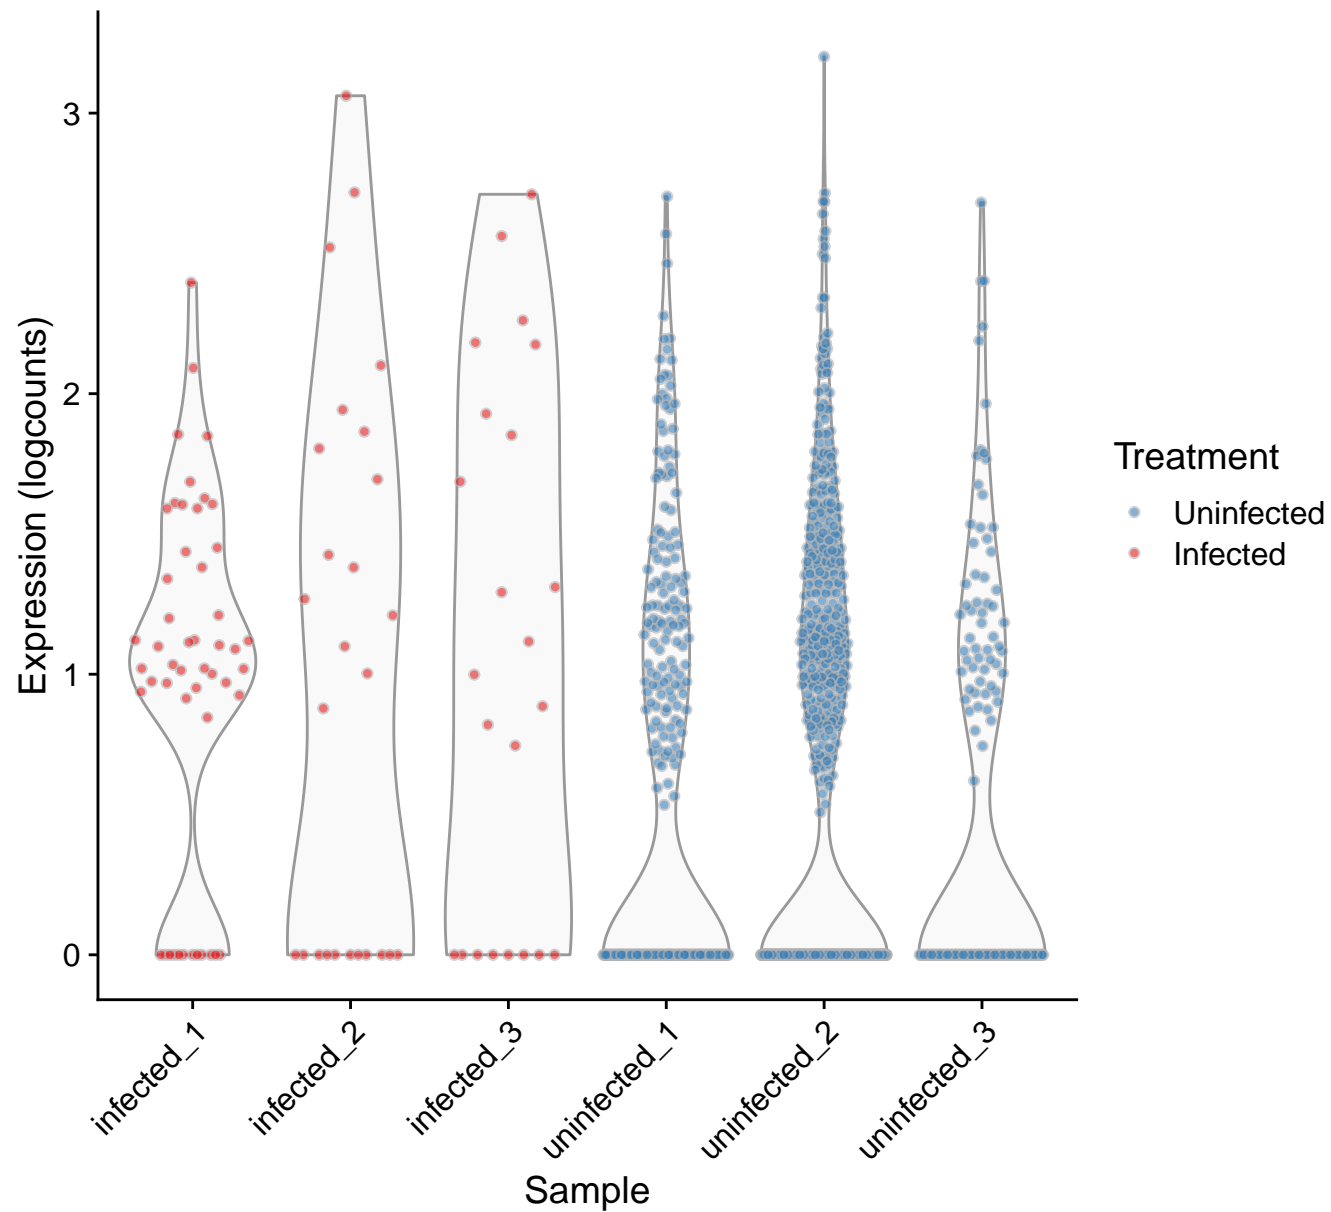 Expression (logcounts)
3
2
1
0
infected_1
infected_2
infected_3
uninfected_1
uninfected_2
uninfected_3
Sample
Treatment
Uninfected
Infected